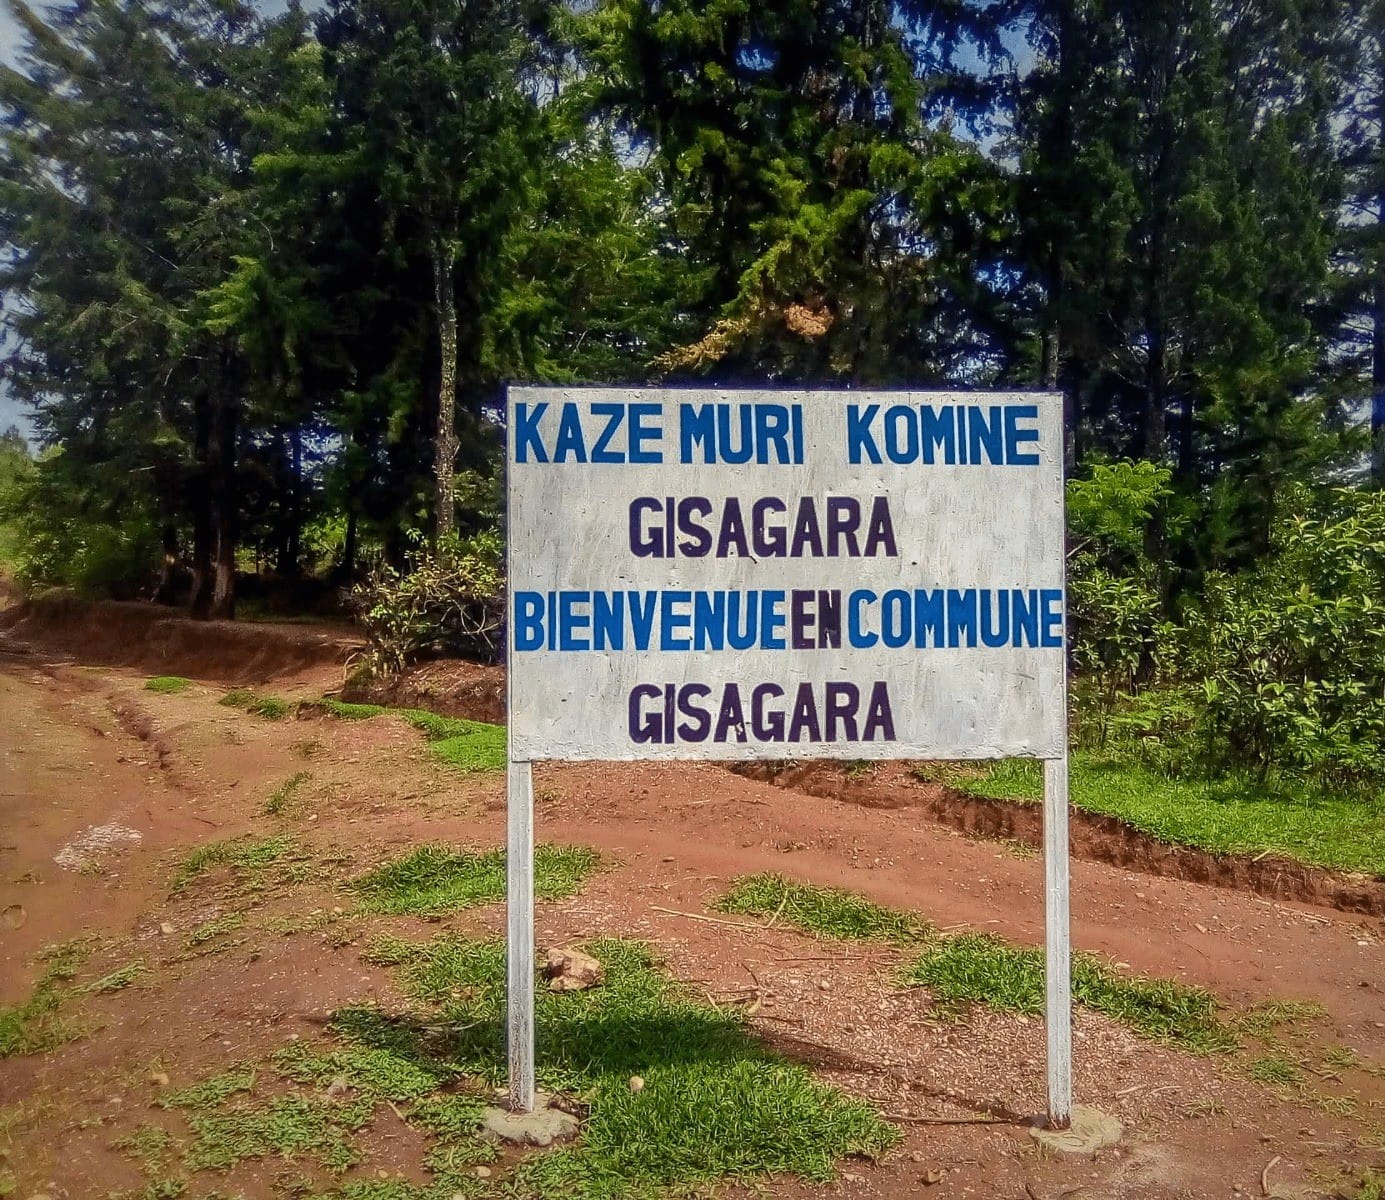 KAZE MURI KOMINE
GISAGARA
BIENVENUE EN COMMUNE
GISAGARA